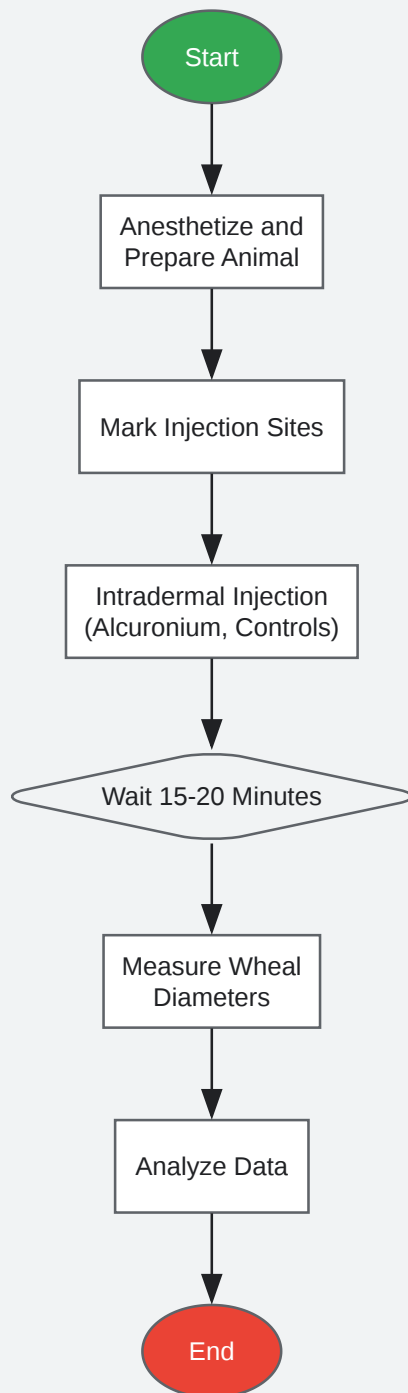 Start
Anesthetize and
Prepare Animal
Mark Injection Sites
Intradermal Injection
(Alcuronium, Controls)
Wait 15-20 Minutes
Measure Wheal
Diameters
Analyze Data
End